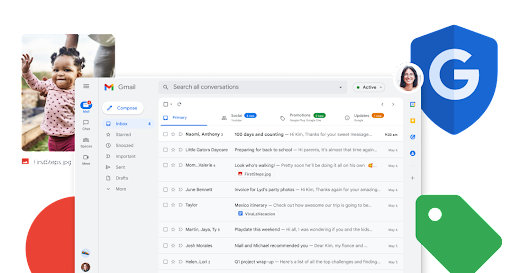 G
FirstSteps.jpg
Gmail
Search all conversations
Active
Compose
Mail
Chat
Spaces
Meet
Inbox
Starred
Snoozed
Important
Sent
Drafts
More
Primary
Social
Promotions
Google Play, Google Chat
Updates
Naomi, Anthony
100 days and counting — Hi Kim, Thanks for your sweet message...
Little Gators Daycare
Preparing for back to school — Hi parents, it's almost that time again...
Mom, Valerie
Look who's walking! — Pretty soon he'll be doing it all on his own
FirstSteps.jpg
June Bennett
Invoice for Lyd's party photos — Hi Kim, Thanks again for your amazing...
Taylor
Mexico Itinerary — Check out how awesome our trip is going to be...
Martin, Jaya, Ty
Playdate this weekend — Hi all, I was wondering if you and the kids...
Josh Morales
Niall and Michael recommended you — Dear Kim, my fiance and ...
Helen, Lori
Q1 project wrap-up — Here's a list of all the top challenges and findings